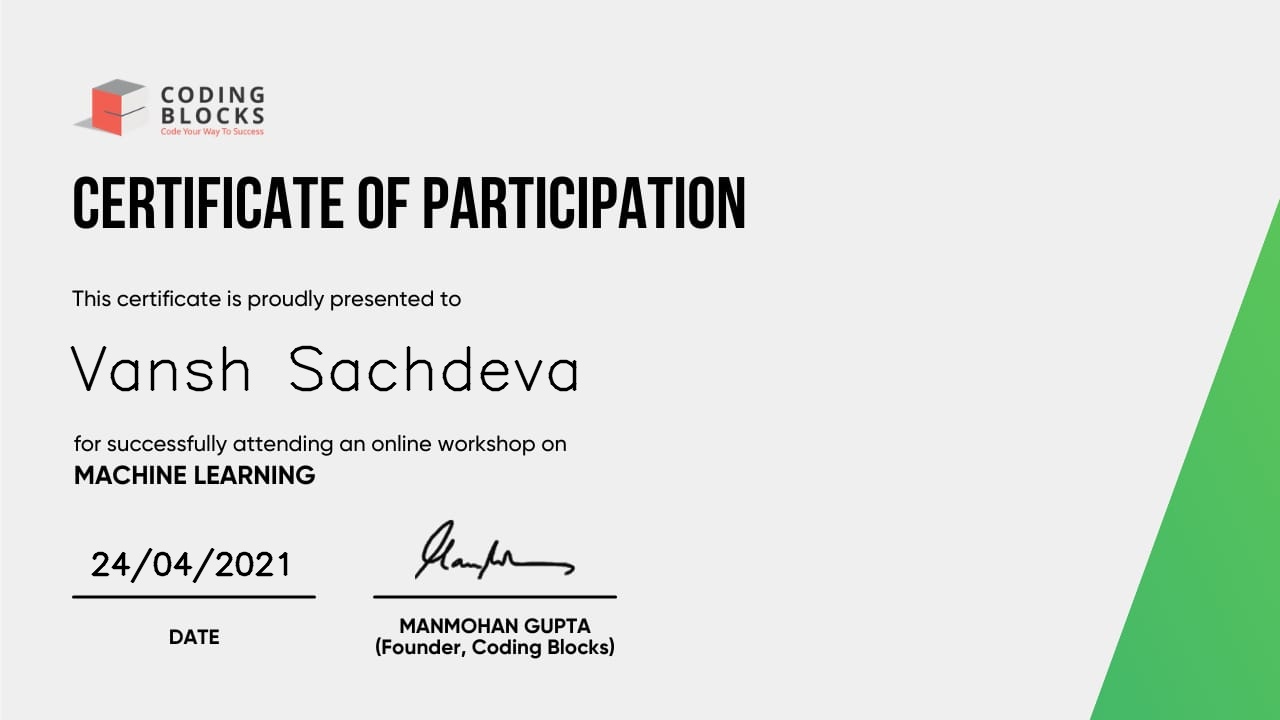 CODING
BLOCKS
Code Your Way To Success
CERTIFICATE OF PARTICIPATION
This certificate is proudly presented to
Vansh Sachdeva
for successfully attending an online workshop on
MACHINE LEARNING
24/04/2021
DATE
MANMOHAN GUPTA
(Founder, Coding Blocks)